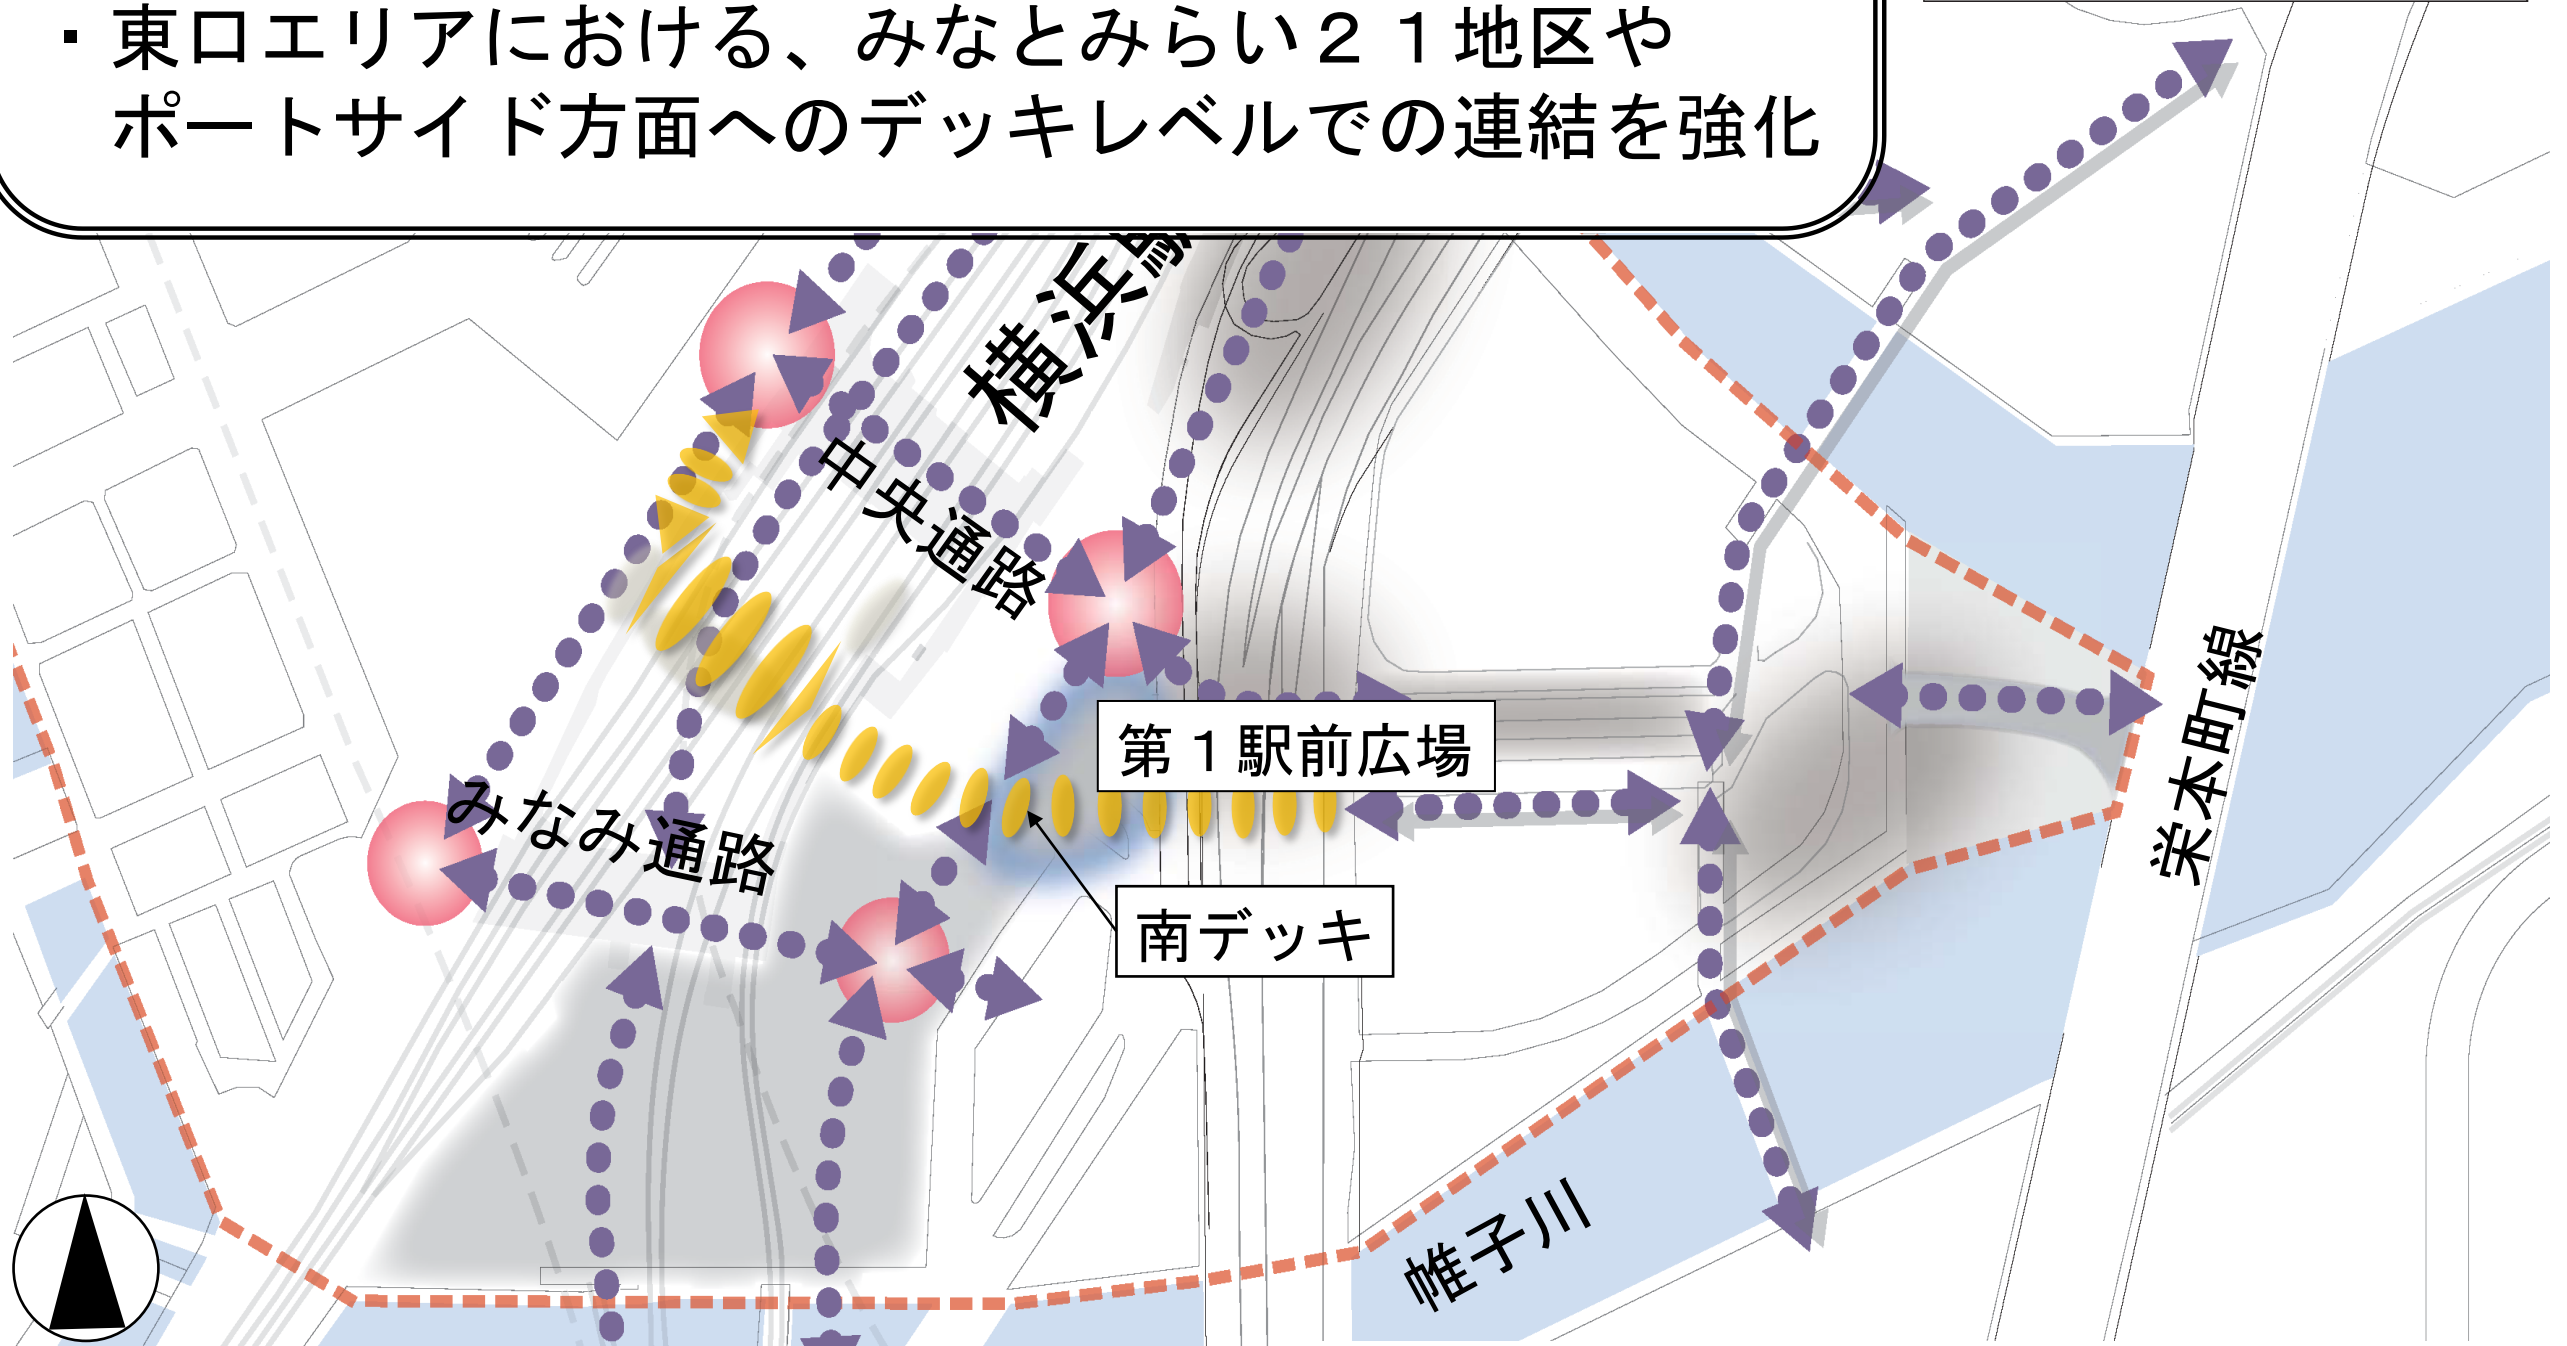 ・東口エリアにおける、みなとみらい２１地区や
ポートサイド方面へのデッキレベルでの連結を強化
横浜駅
中央通路
第１駅前広場
みなみ通路
南デッキ
栄本町線
帷子川